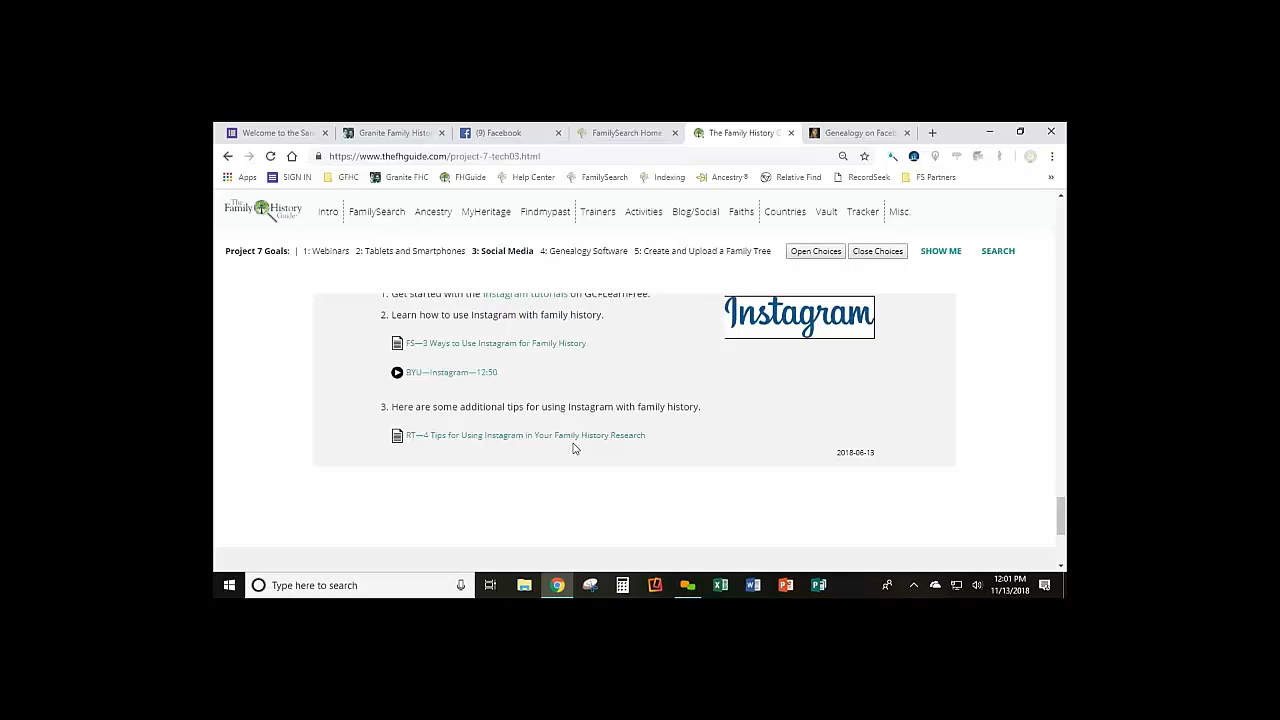 Welcome to the San
Granite Family Histo
(9) Facebook
FamilySearch Home
The Family History G
Genealogy on Faceb
https://www.thefhguide.com/project-7-tech03.html
Apps
SIGN IN
GFHC
Granite FHC
FHGuide
Help Center
FamilySearch
Indexing
Ancestry®
Relative Find
RecordSeek
FS Partners
The Family History Guide
Intro
FamilySearch
Ancestry
MyHeritage
Findmypast
Trainers
Activities
Blog/Social
Faiths
Countries
Vault
Tracker
Misc.
Project 7 Goals: | 1: Webinars 2: Tablets and Smartphones 3: Social Media 4: Genealogy Software 5: Create and Upload a Family Tree
Open Choices
Close Choices
SHOW ME
SEARCH
1. Get started with the Instagram tutorials on GCFLearnFree.
Instagram
2. Learn how to use Instagram with family history.
FS—3 Ways to Use Instagram for Family History
BYU—Instagram—12:50
3. Here are some additional tips for using Instagram with family history.
RT—4 Tips for Using Instagram in Your Family History Research
2018-06-13
Type here to search
12:01 PM
11/13/2018